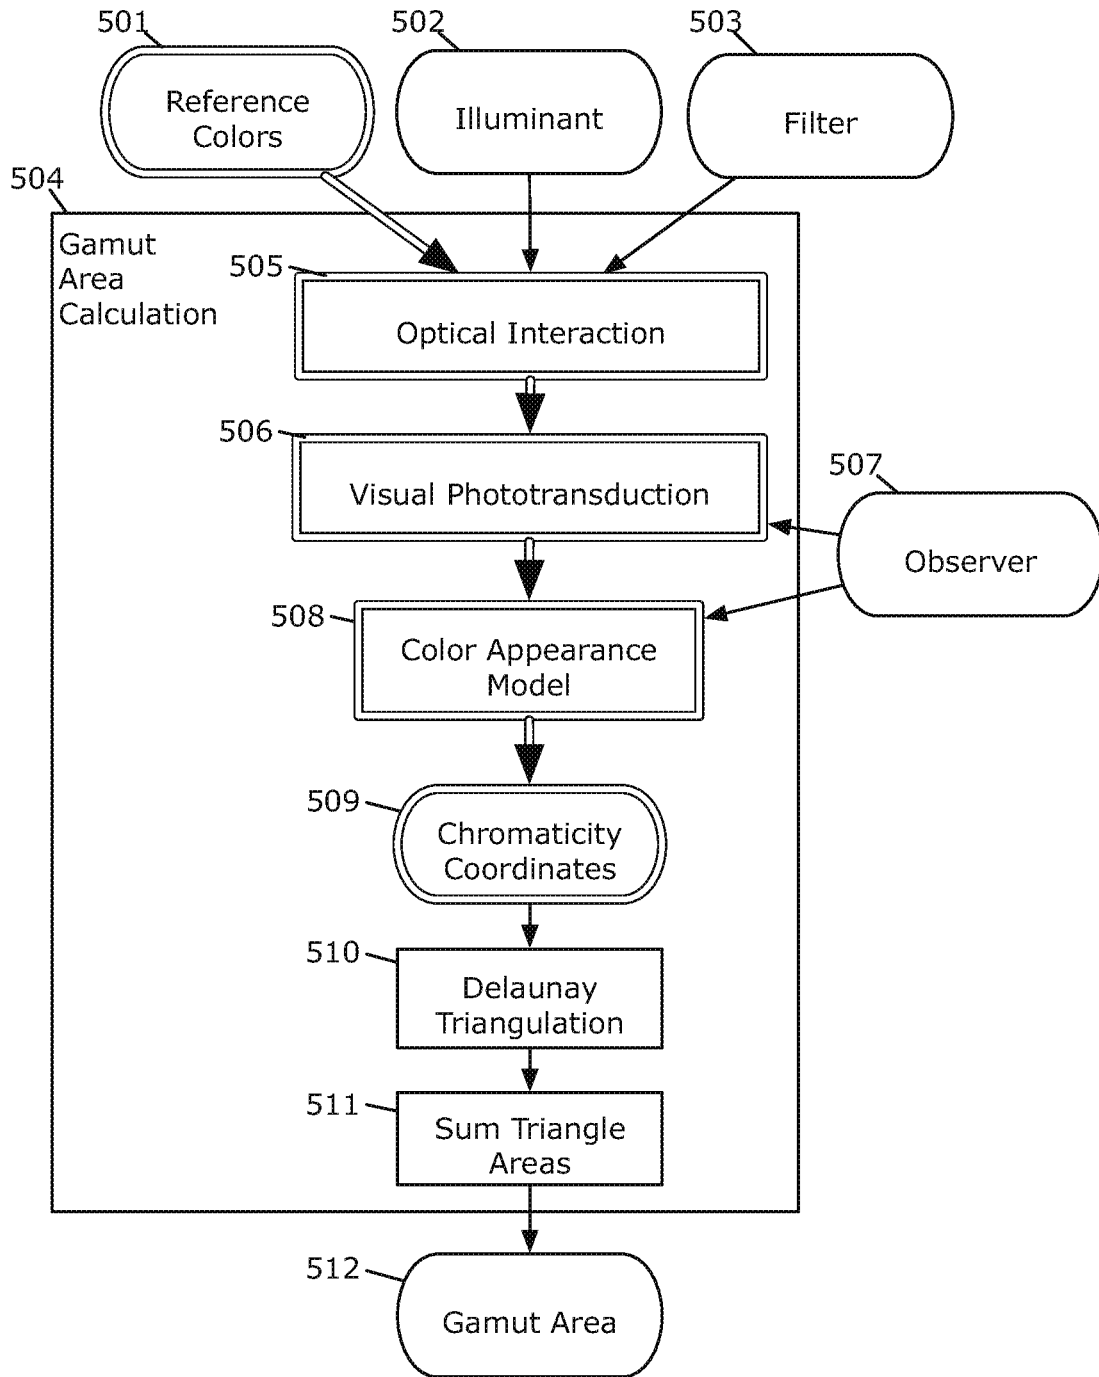 501
502
503
Reference
Colors
Illuminant
Filter
504
Gamut
Area
Calculation
505
Optical Interaction
506
Visual Phototransduction
507
Observer
508
Color Appearance
Model
509
Chromaticity
Coordinates
510
Delaunay
Triangulation
511
Sum Triangle
Areas
512
Gamut Area